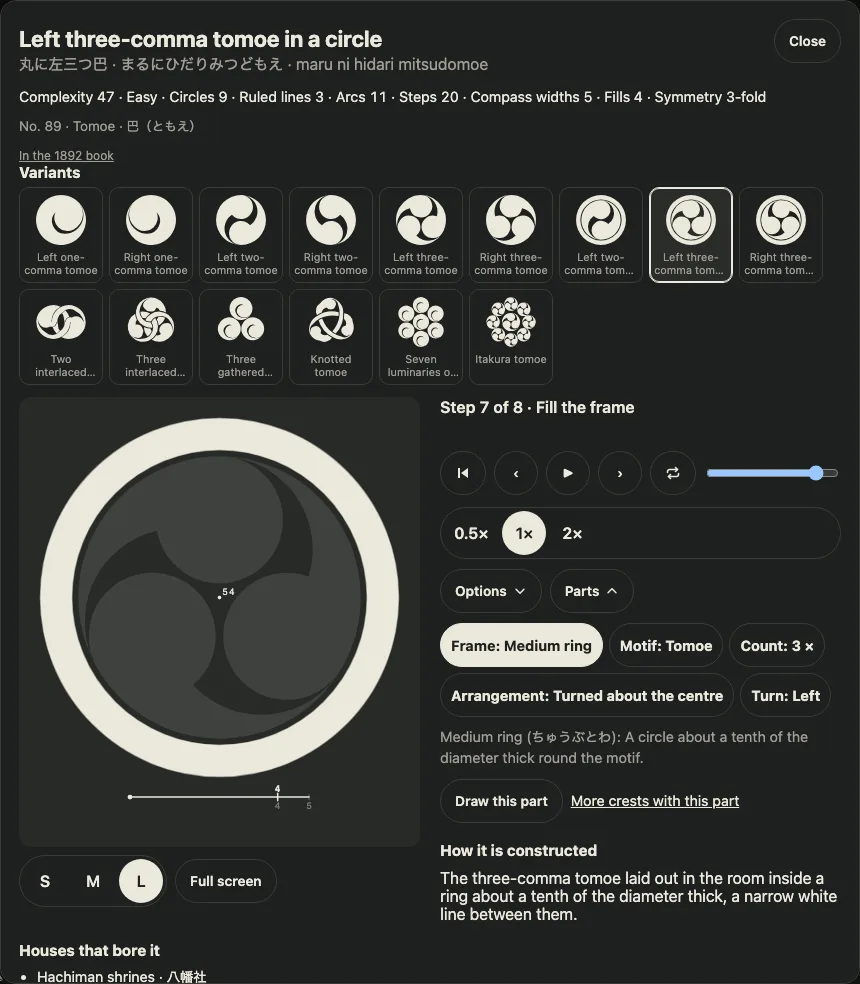 Left three-comma tomoe in a circle
Close
丸に左三つ巴 · まるにひだりみつどもえ · maru ni hidari mitsudomoe
Complexity 47 · Easy · Circles 9 · Ruled lines 3 · Arcs 11 · Steps 20 · Compass widths 5 · Fills 4 · Symmetry 3-fold
No. 89 · Tomoe · 巴（ともえ）
In the 1892 book
Variants
Left one-comma tomoe
Right one-comma tomoe
Left two-comma tomoe
Right two-comma tomoe
Left three-comma tomoe
Right three-comma tomoe
Left two-comma tom...
Left three-comma tom...
Right three-comma tom...
Two interlaced...
Three interlaced...
Three gathered...
Knotted tomoe
Seven luminaries o...
Itakura tomoe
54
4
4
5
S
M
L
Full screen
Step 7 of 8 · Fill the frame
0.5×
1×
2×
Options
Parts
Frame: Medium ring
Motif: Tomoe
Count: 3 ×
Arrangement: Turned about the centre
Turn: Left
Medium ring (ちゅうぶとわ): A circle about a tenth of the
diameter thick round the motif.
Draw this part
More crests with this part
How it is constructed
The three-comma tomoe laid out in the room inside a
ring about a tenth of the diameter thick, a narrow white
line between them.
Houses that bore it
• Hachiman shrines · 八幡社